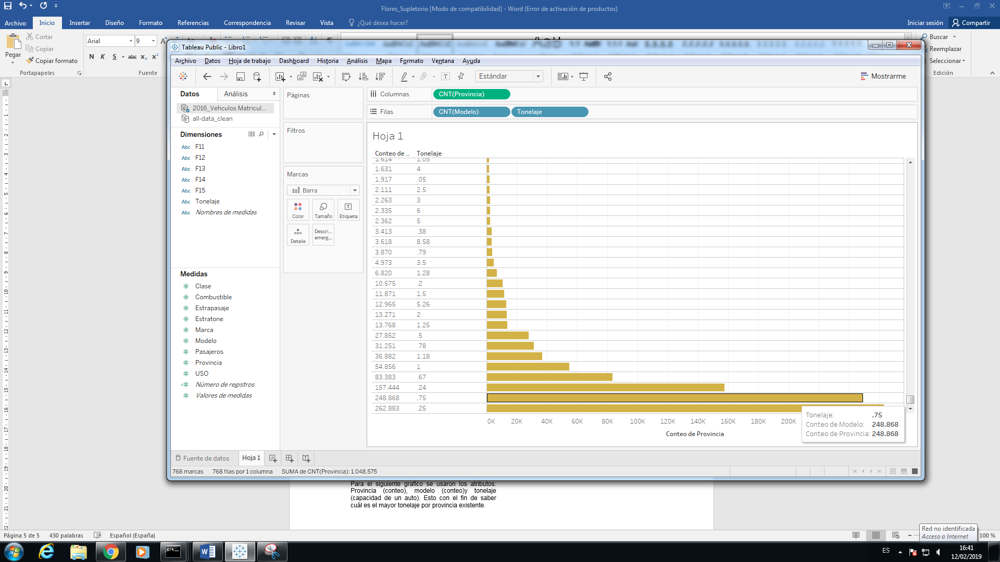 Flores_Supletorio [Modo de compatibilidad] - Word (Error de activación de productos)
Archivo Inicio Insertar Diseño Formato Referencias Correspondencia Revisar Vista ¿Qué desea hacer? Iniciar sesión Compartir
Pegar
Cortar
Copiar
Copiar formato
Portapapeles
Arial 9
N K S abc x₂ x²
Fuente
Buscar
Reemplazar
Seleccionar
Edición
Tableau Public - Libro1
Archivo Datos Hoja de trabajo Dashboard Historia Análisis Mapa Formato Ventana Ayuda
Estándar
Mostrarme
Datos Análisis
2016_Vehculos Matricul...
all-data_clean
Dimensiones
Abc F11
Abc F12
Abc F13
Abc F14
Abc F15
Abc Tonelaje
Abc Nombres de medidas
Medidas
Clase
Combustible
Estrapasaje
Estratone
Marca
Modelo
Pasajeros
Provincia
USO
Número de registros
Valores de medidas
Páginas
Filtros
Marcas
Barra
Color Tamaño Etiqueta
Detalle Descri... emerg...
Columnas CNT(Provincia)
Filas CNT(Modelo) Tonelaje
Hoja 1
Conteo de .. Tonelaje
1.614 1.05
1.631 4
1.917 .05
2.111 2.5
2.263 3
2.335 6
2.362 5
3.413 .38
3.618 8.58
3.870 .79
4.973 3.5
6.820 1.28
10.575 .2
11.871 1.5
12.965 5.26
13.271 2
13.768 1.25
27.852 .5
31.251 .78
36.882 1.18
54.856 1
83.383 .67
157.444 .24
248.868 .75
262.883 .25
0K 20K 40K 60K 80K 100K 120K 140K 160K 180K 200K
Conteo de Provincia
Tonelaje: .75
Conteo de Modelo: 248.868
Conteo de Provincia: 248.868
Fuente de datos Hoja 1
768 marcas 768 filas por 1 columna SUMA de CNT(Provincia): 1.048.575
Para el siguiente grafico se usaron los atributos:
Provincia (conteo), modelo (conteo)y tonelaje
(capacidad de un auto). Esto con el fin de saber
cuál es el mayor tonelaje por provincia existente.
Página 5 de 5 430 palabras Español (España)
100 %
Red no identificada
Acceso a Internet
ES
16:41
12/02/2019